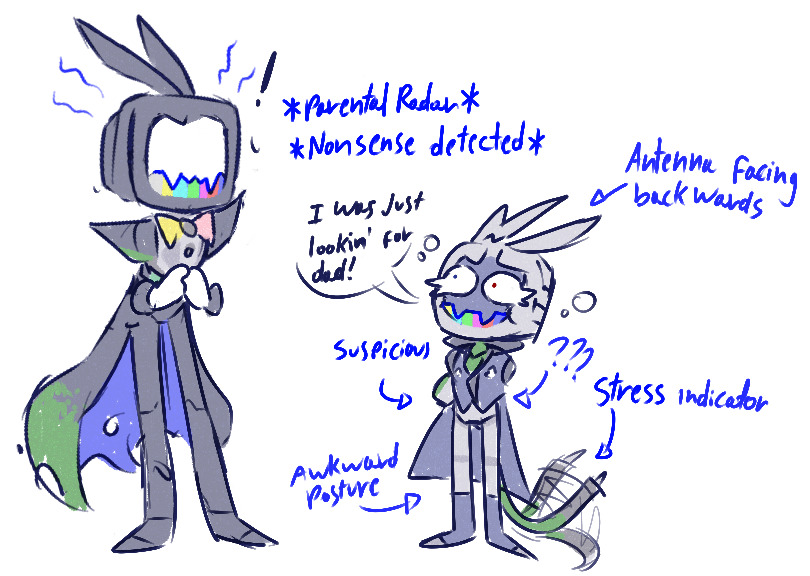 !
*Parental Radar*
*Nonsense detected*
Antenna facing
backwards
I was Just
lookin' for
dad!
Suspicious
???
Stress indicator
Awkward
Posture